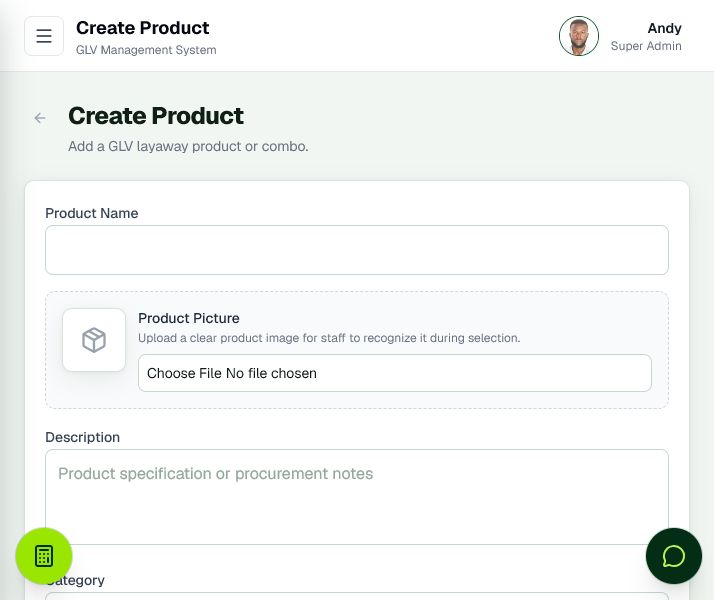 Create Product
GLV Management System
Andy
Super Admin
Create Product
Add a GLV layaway product or combo.
Product Name
Product Picture
Upload a clear product image for staff to recognize it during selection.
Choose File No file chosen
Description
Product specification or procurement notes
Category